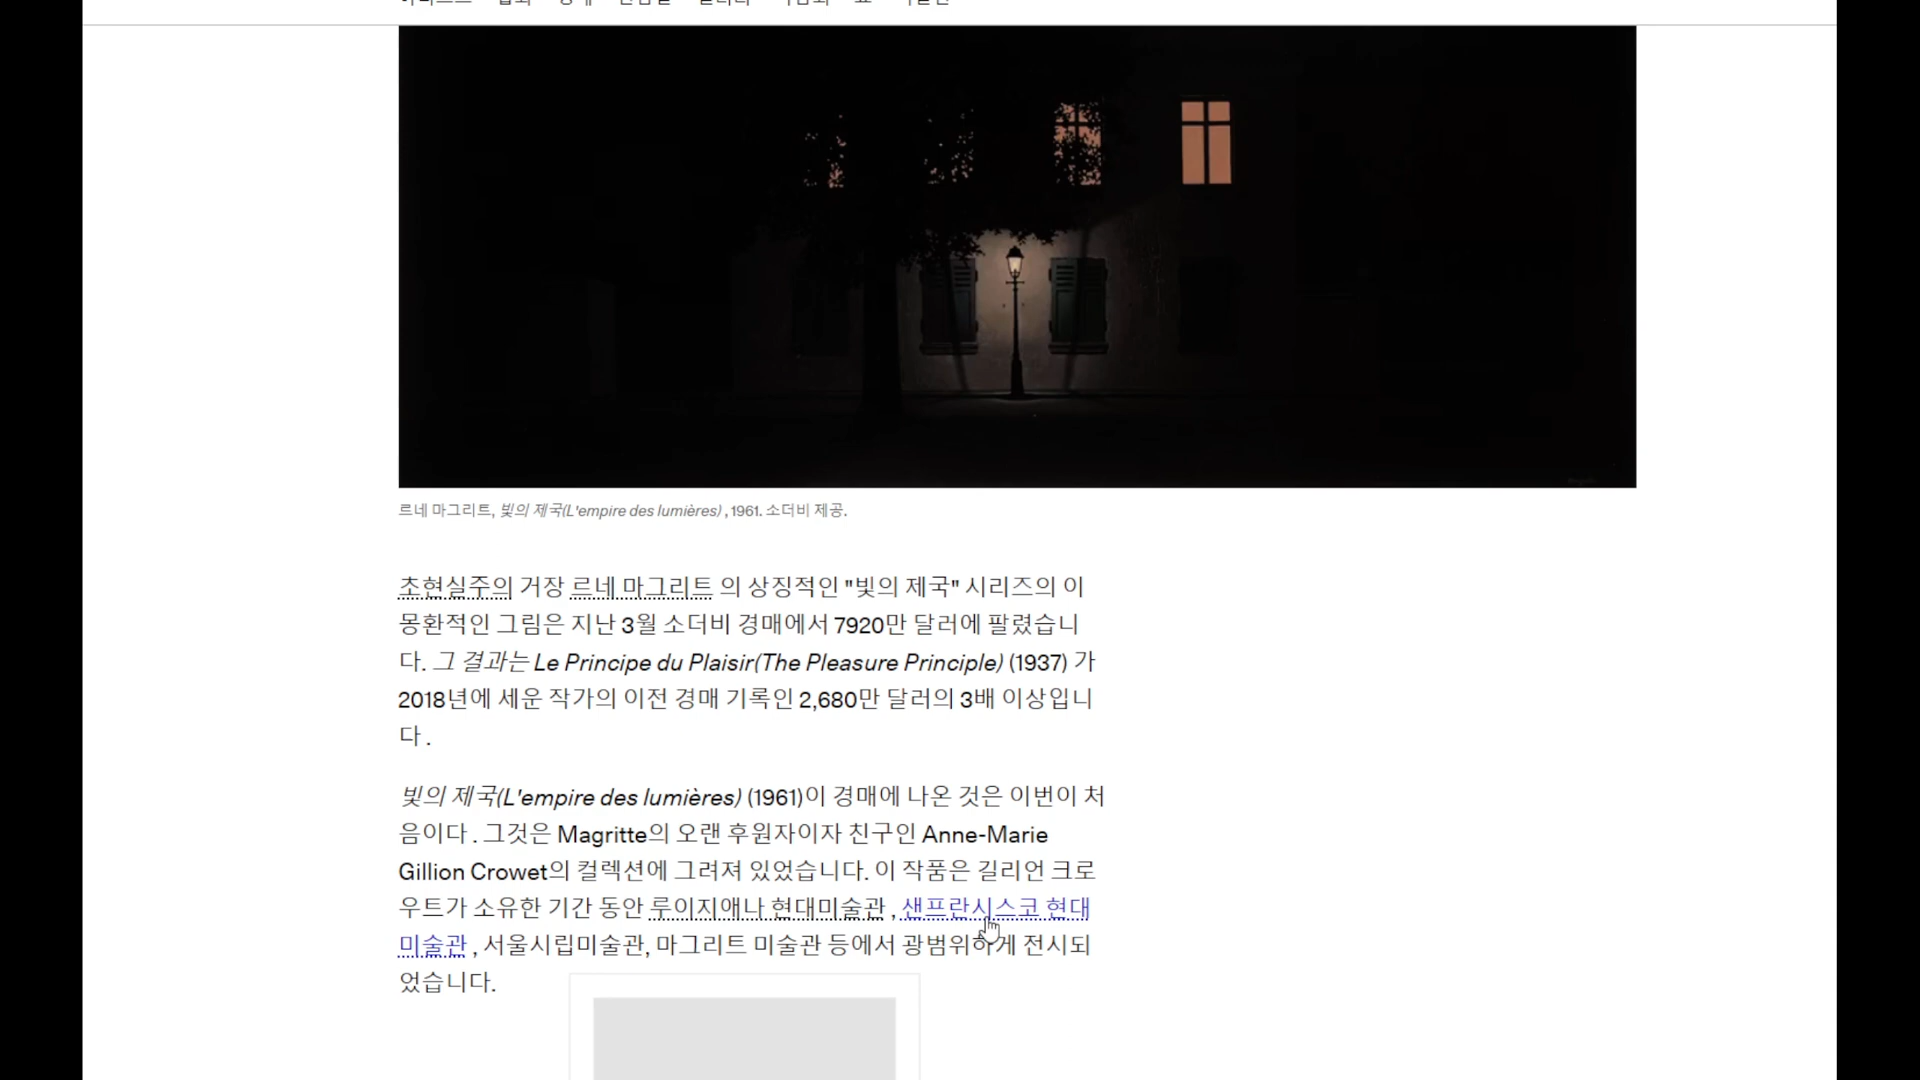 르네 마그리트, 빛의 제국(L'empire des lumières) , 1961. 소더비 제공.
초현실주의 거장 르네 마그리트 의 상징적인 "빛의 제국" 시리즈의 이
몽환적인 그림은 지난 3월 소더비 경매에서 7920만 달러에 팔렸습니
다. 그 결과는 Le Principe du Plaisir(The Pleasure Principle) (1937) 가
2018년에 세운 작가의 이전 경매 기록인 2,680만 달러의 3배 이상입니
다 .
빛의 제국(L'empire des lumières) (1961)이 경매에 나온 것은 이번이 처
음이다 . 그것은 Magritte의 오랜 후원자이자 친구인 Anne-Marie
Gillion Crowet의 컬렉션에 그려져 있었습니다. 이 작품은 길리언 크로
우트가 소유한 기간 동안 루이지애나 현대미술관 , 샌프란시스코 현대
미술관 , 서울시립미술관, 마그리트 미술관 등에서 광범위하게 전시되
었습니다.